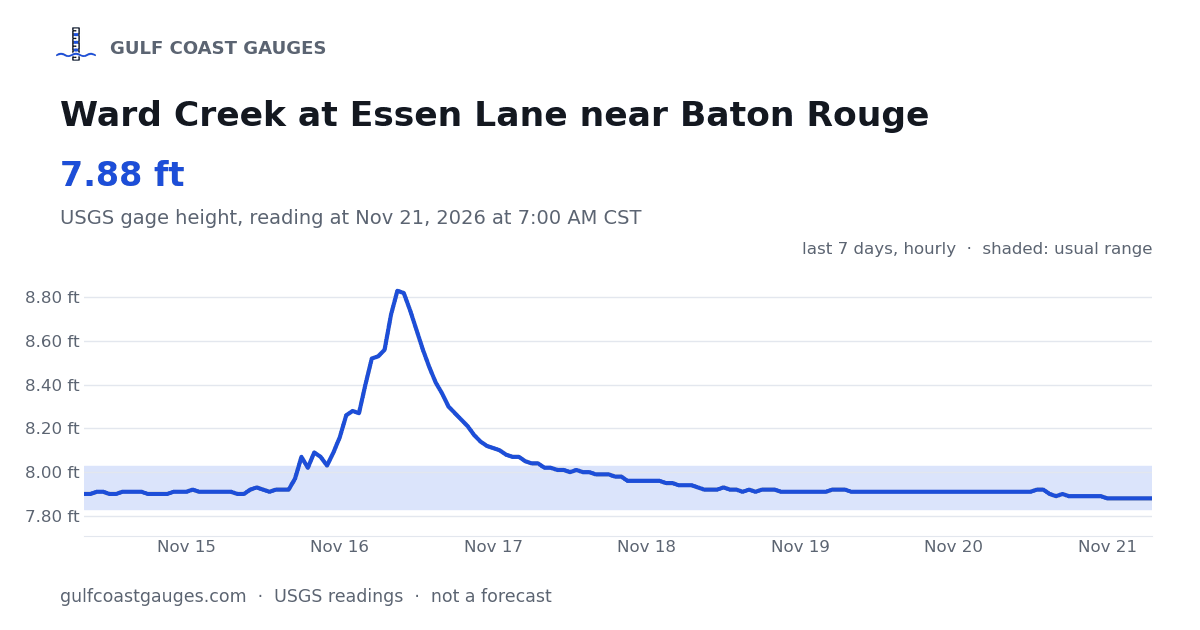 GULF COAST GAUGES
Ward Creek at Essen Lane near Baton Rouge
7.88 ft
USGS gage height, reading at Nov 21, 2026 at 7:00 AM CST
last 7 days, hourly · shaded: usual range
8.80 ft
8.60 ft
8.40 ft
8.20 ft
8.00 ft
7.80 ft
Nov 15 Nov 16 Nov 17 Nov 18 Nov 19 Nov 20 Nov 21
gulfcoastgauges.com · USGS readings · not a forecast